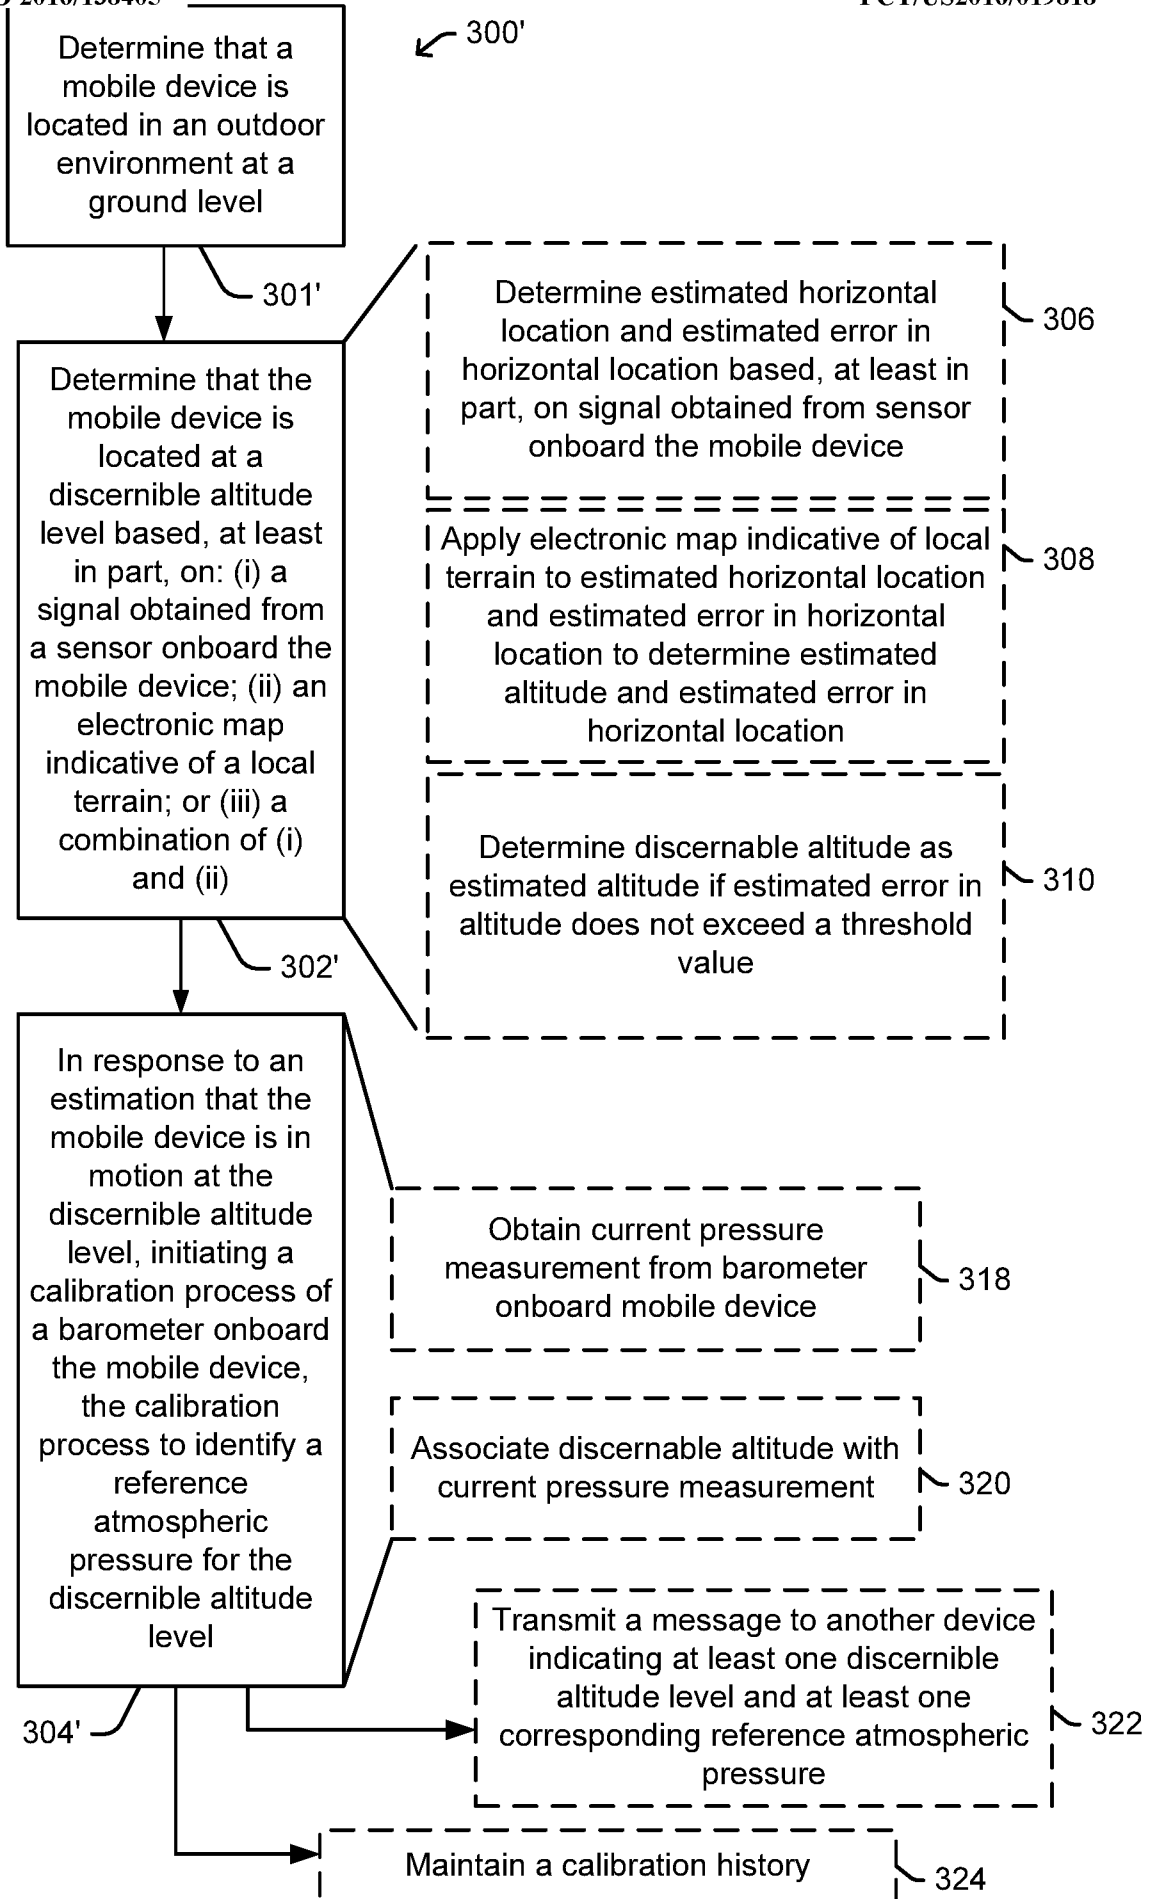 300'
Determine that a
mobile device is
located in an outdoor
environment at a
ground level
301'
Determine that the
mobile device is
located at a
discernible altitude
level based, at least
in part, on: (i) a
signal obtained from
a sensor onboard the
mobile device; (ii) an
electronic map
indicative of a local
terrain; or (iii) a
combination of (i)
and (ii)
302'
Determine estimated horizontal
location and estimated error in
horizontal location based, at least in
part, on signal obtained from sensor
onboard the mobile device
306
Apply electronic map indicative of local
terrain to estimated horizontal location
and estimated error in horizontal
location to determine estimated
altitude and estimated error in
horizontal location
308
Determine discernable altitude as
estimated altitude if estimated error in
altitude does not exceed a threshold
value
310
In response to an
estimation that the
mobile device is in
motion at the
discernible altitude
level, initiating a
calibration process of
a barometer onboard
the mobile device,
the calibration
process to identify a
reference
atmospheric
pressure for the
discernible altitude
level
304'
Obtain current pressure
measurement from barometer
onboard mobile device
318
Associate discernable altitude with
current pressure measurement
320
Transmit a message to another device
indicating at least one discernible
altitude level and at least one
corresponding reference atmospheric
pressure
322
Maintain a calibration history
324